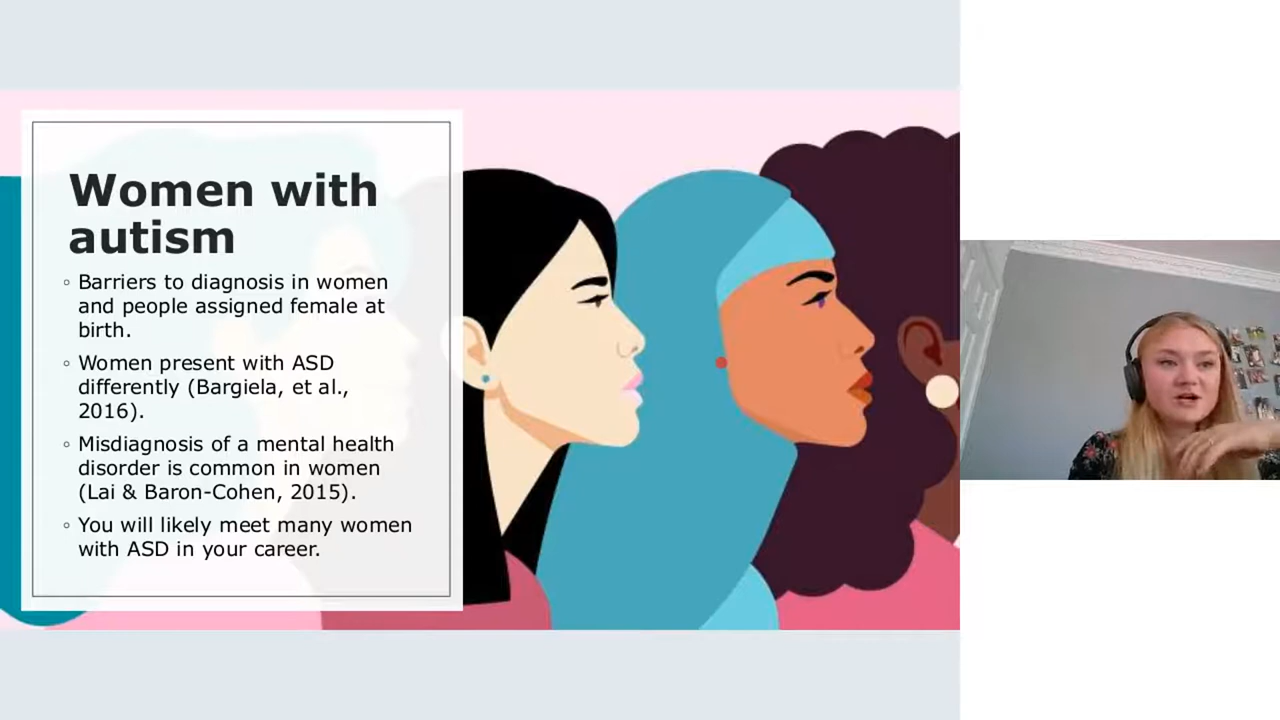 Women with
autism
◦ Barriers to diagnosis in women
and people assigned female at
birth.
◦ Women present with ASD
differently (Bargiela, et al.,
2016).
◦ Misdiagnosis of a mental health
disorder is common in women
(Lai & Baron-Cohen, 2015).
◦ You will likely meet many women
with ASD in your career.